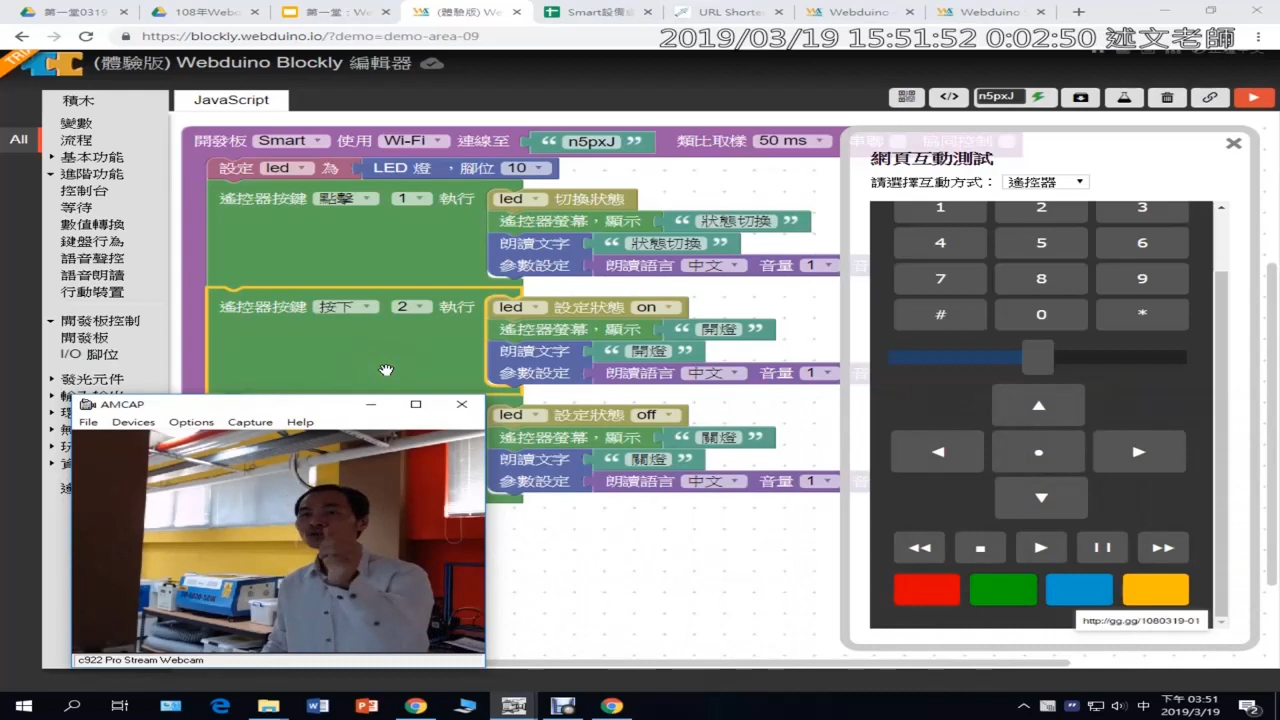 第一堂0319
108年Webd
第一堂：We
(體驗版) We
Smart設備編
URL Shorte
Webduino
Webduino
https://blockly.webduino.io/?demo=demo-area-09
2019/03/19 15:51:52 0:02:50 述文老師
(體驗版) Webduino Blockly 編輯器
積木
JavaScript
n5pxJ
All
變數
流程
基本功能
進階功能
控制台
等待
數值轉換
鍵盤行為
語音聲控
語音朗讀
行動裝置
開發板控制
開發板
I/O 腳位
發光元件
開發板 Smart 使用 Wi-Fi 連線至 “ n5pxJ ” 類比取樣 50 ms
設定 led 為 LED 燈 ，腳位 10
遙控器按鍵 點擊 1 執行 led 切換狀態
遙控器螢幕，顯示 “ 狀態切換 ”
朗讀文字 “ 狀態切換 ”
參數設定 朗讀語言 中文 音量 1
遙控器按鍵 按下 2 執行 led 設定狀態 on
遙控器螢幕，顯示 “ 開燈 ”
朗讀文字 “ 開燈 ”
參數設定 朗讀語言 中文 音量 1
led 設定狀態 off
遙控器螢幕，顯示 “ 關燈 ”
朗讀文字 “ 關燈 ”
參數設定 朗讀語言 中文 音量 1
網頁互動測試
請選擇互動方式： 遙控器
1 2 3
4 5 6
7 8 9
# 0 *
http://gg.gg/1080319-01
AMCAP
File Devices Options Capture Help
c922 Pro Stream Webcam
中
下午 03:51
2019/3/19
2